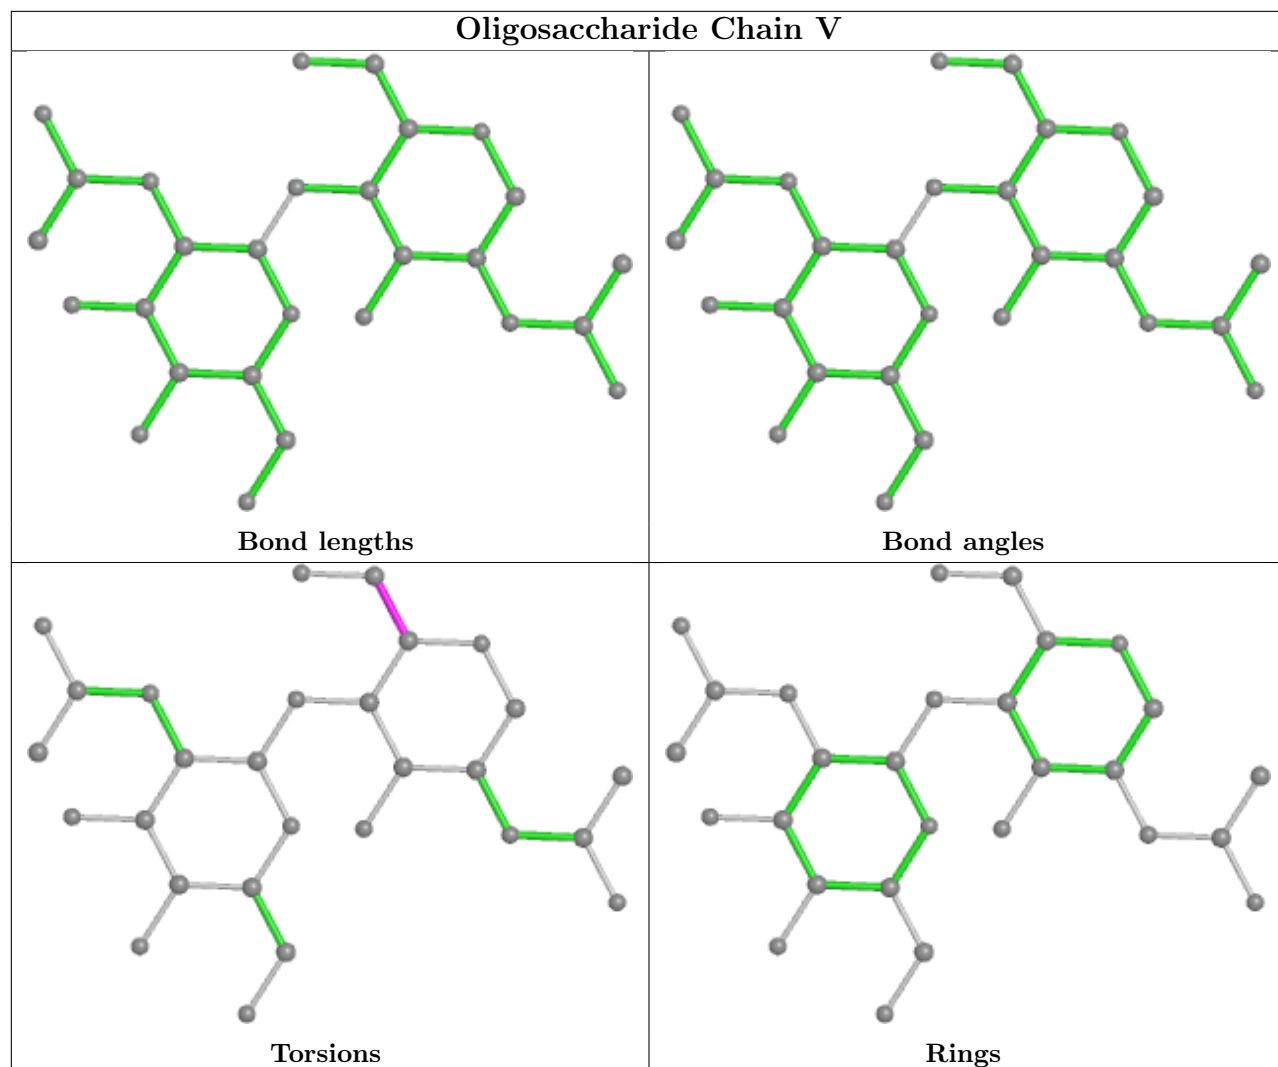 Oligosaccharide Chain V
Bond lengths
Bond angles
Torsions
Rings